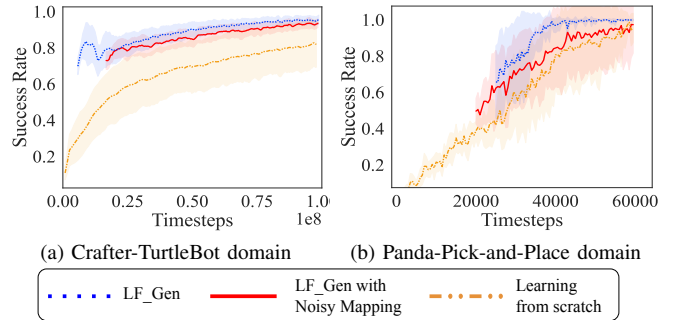 1.0
0.8
0.6
0.4
0.2
Success Rate
0.00 0.25 0.50 0.75 1.0
Timesteps
1e8
1.0
0.8
0.6
0.4
0.2
Success Rate
20000 40000 60000
Timesteps
(a) Crafter-TurtleBot domain
(b) Panda-Pick-and-Place domain
LF_Gen
LF_Gen with
Noisy Mapping
Learning
from scratch